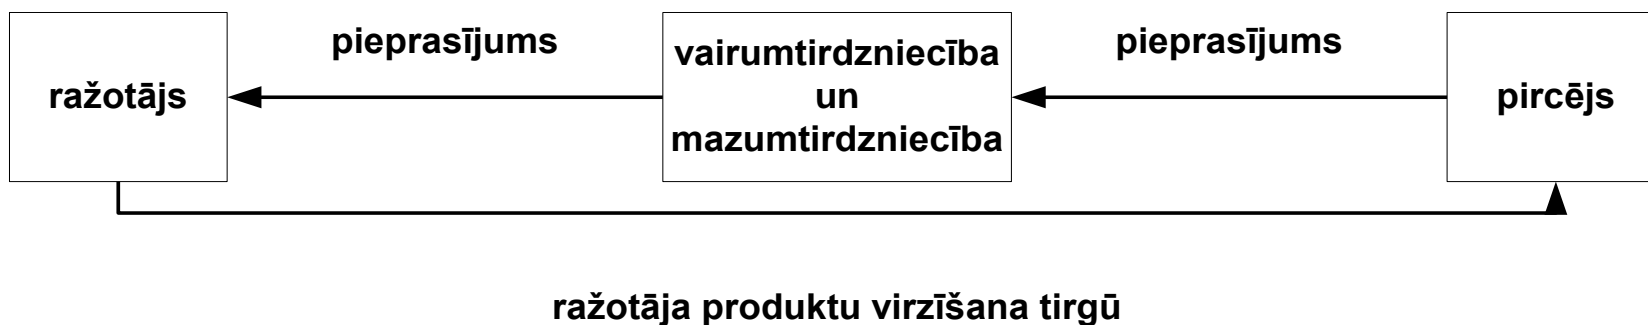 pieprasījums
pieprasījums
ražotājs
vairumtirdzniecība
un
mazumtirdzniecība
pircējs
ražotāja produktu virzīšana tirgū